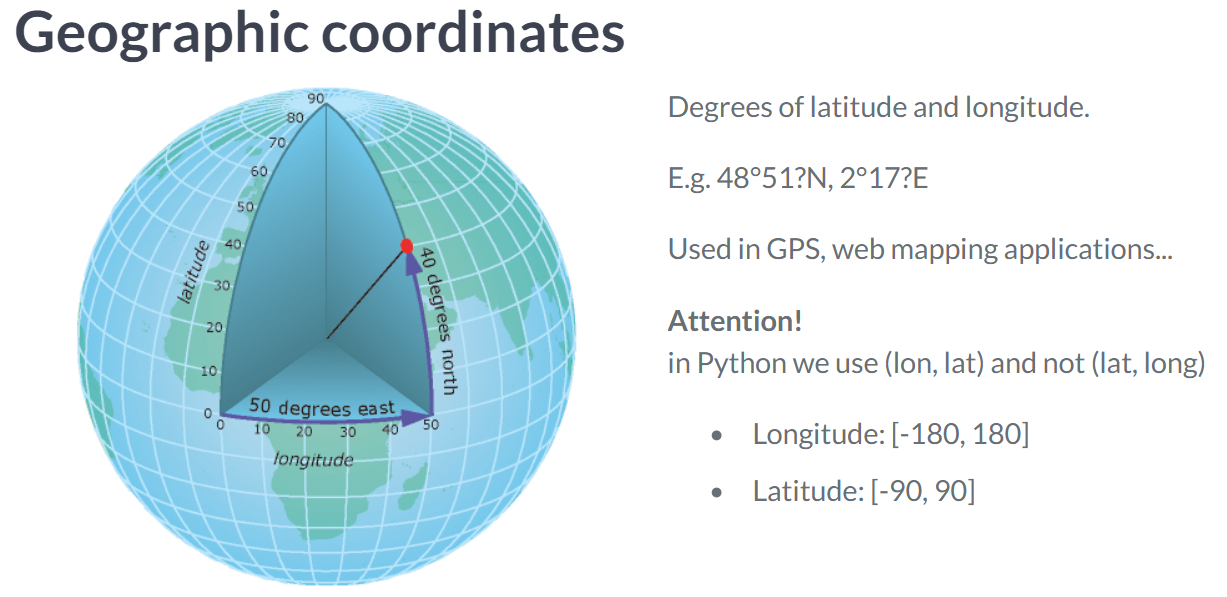 Geographic coordinates
90
80
70
60
50
40
30
20
10
0
latitude
40 degrees north
50 degrees east
0 10 20 30 40 50
longitude
Degrees of latitude and longitude.
E.g. 48°51?N, 2°17?E
Used in GPS, web mapping applications...
Attention!
in Python we use (lon, lat) and not (lat, long)
• Longitude: [-180, 180]
• Latitude: [-90, 90]